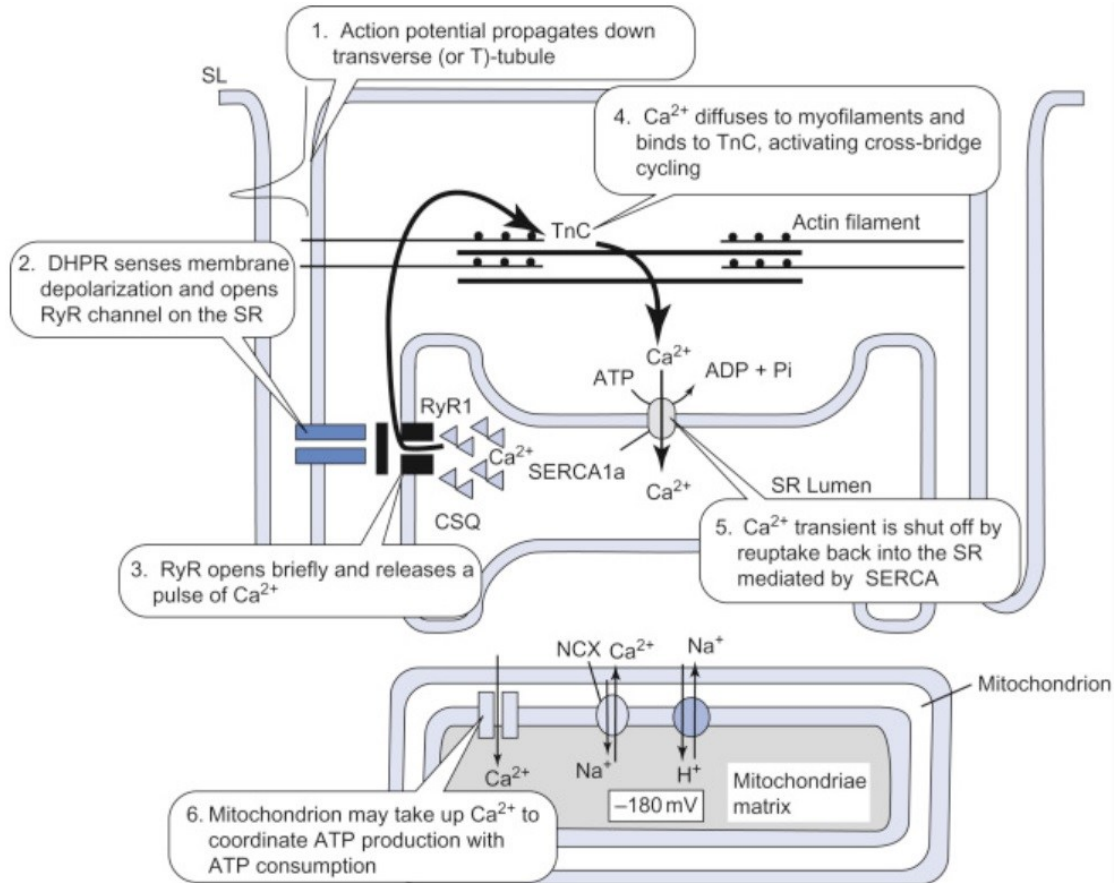 1. Action potential propagates down
transverse (or T)-tubule
SL
4. Ca²⁺ diffuses to myofilaments and
binds to TnC, activating cross-bridge
cycling
TnC
Actin filament
2. DHPR senses membrane
depolarization and opens
RyR channel on the SR
Ca²⁺
ATP
ADP + Pi
RyR1
Ca²⁺
SERCA1a
Ca²⁺
SR Lumen
CSQ
5. Ca²⁺ transient is shut off by
reuptake back into the SR
mediated by SERCA
3. RyR opens briefly and releases a
pulse of Ca²⁺
NCX
Ca²⁺
Na⁺
Mitochondrion
Ca²⁺
Na⁺
H⁺
Mitochondriae
matrix
–180 mV
6. Mitochondrion may take up Ca²⁺ to
coordinate ATP production with
ATP consumption